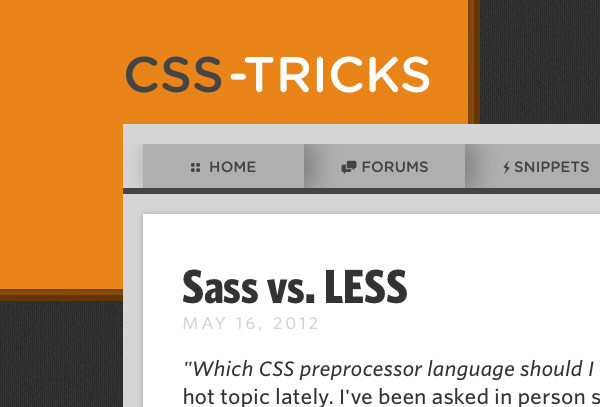 CSS-TRICKS
HOME FORUMS SNIPPETS
Sass vs. LESS
MAY 16, 2012
"Which CSS preprocessor language should I
hot topic lately. I've been asked in person s